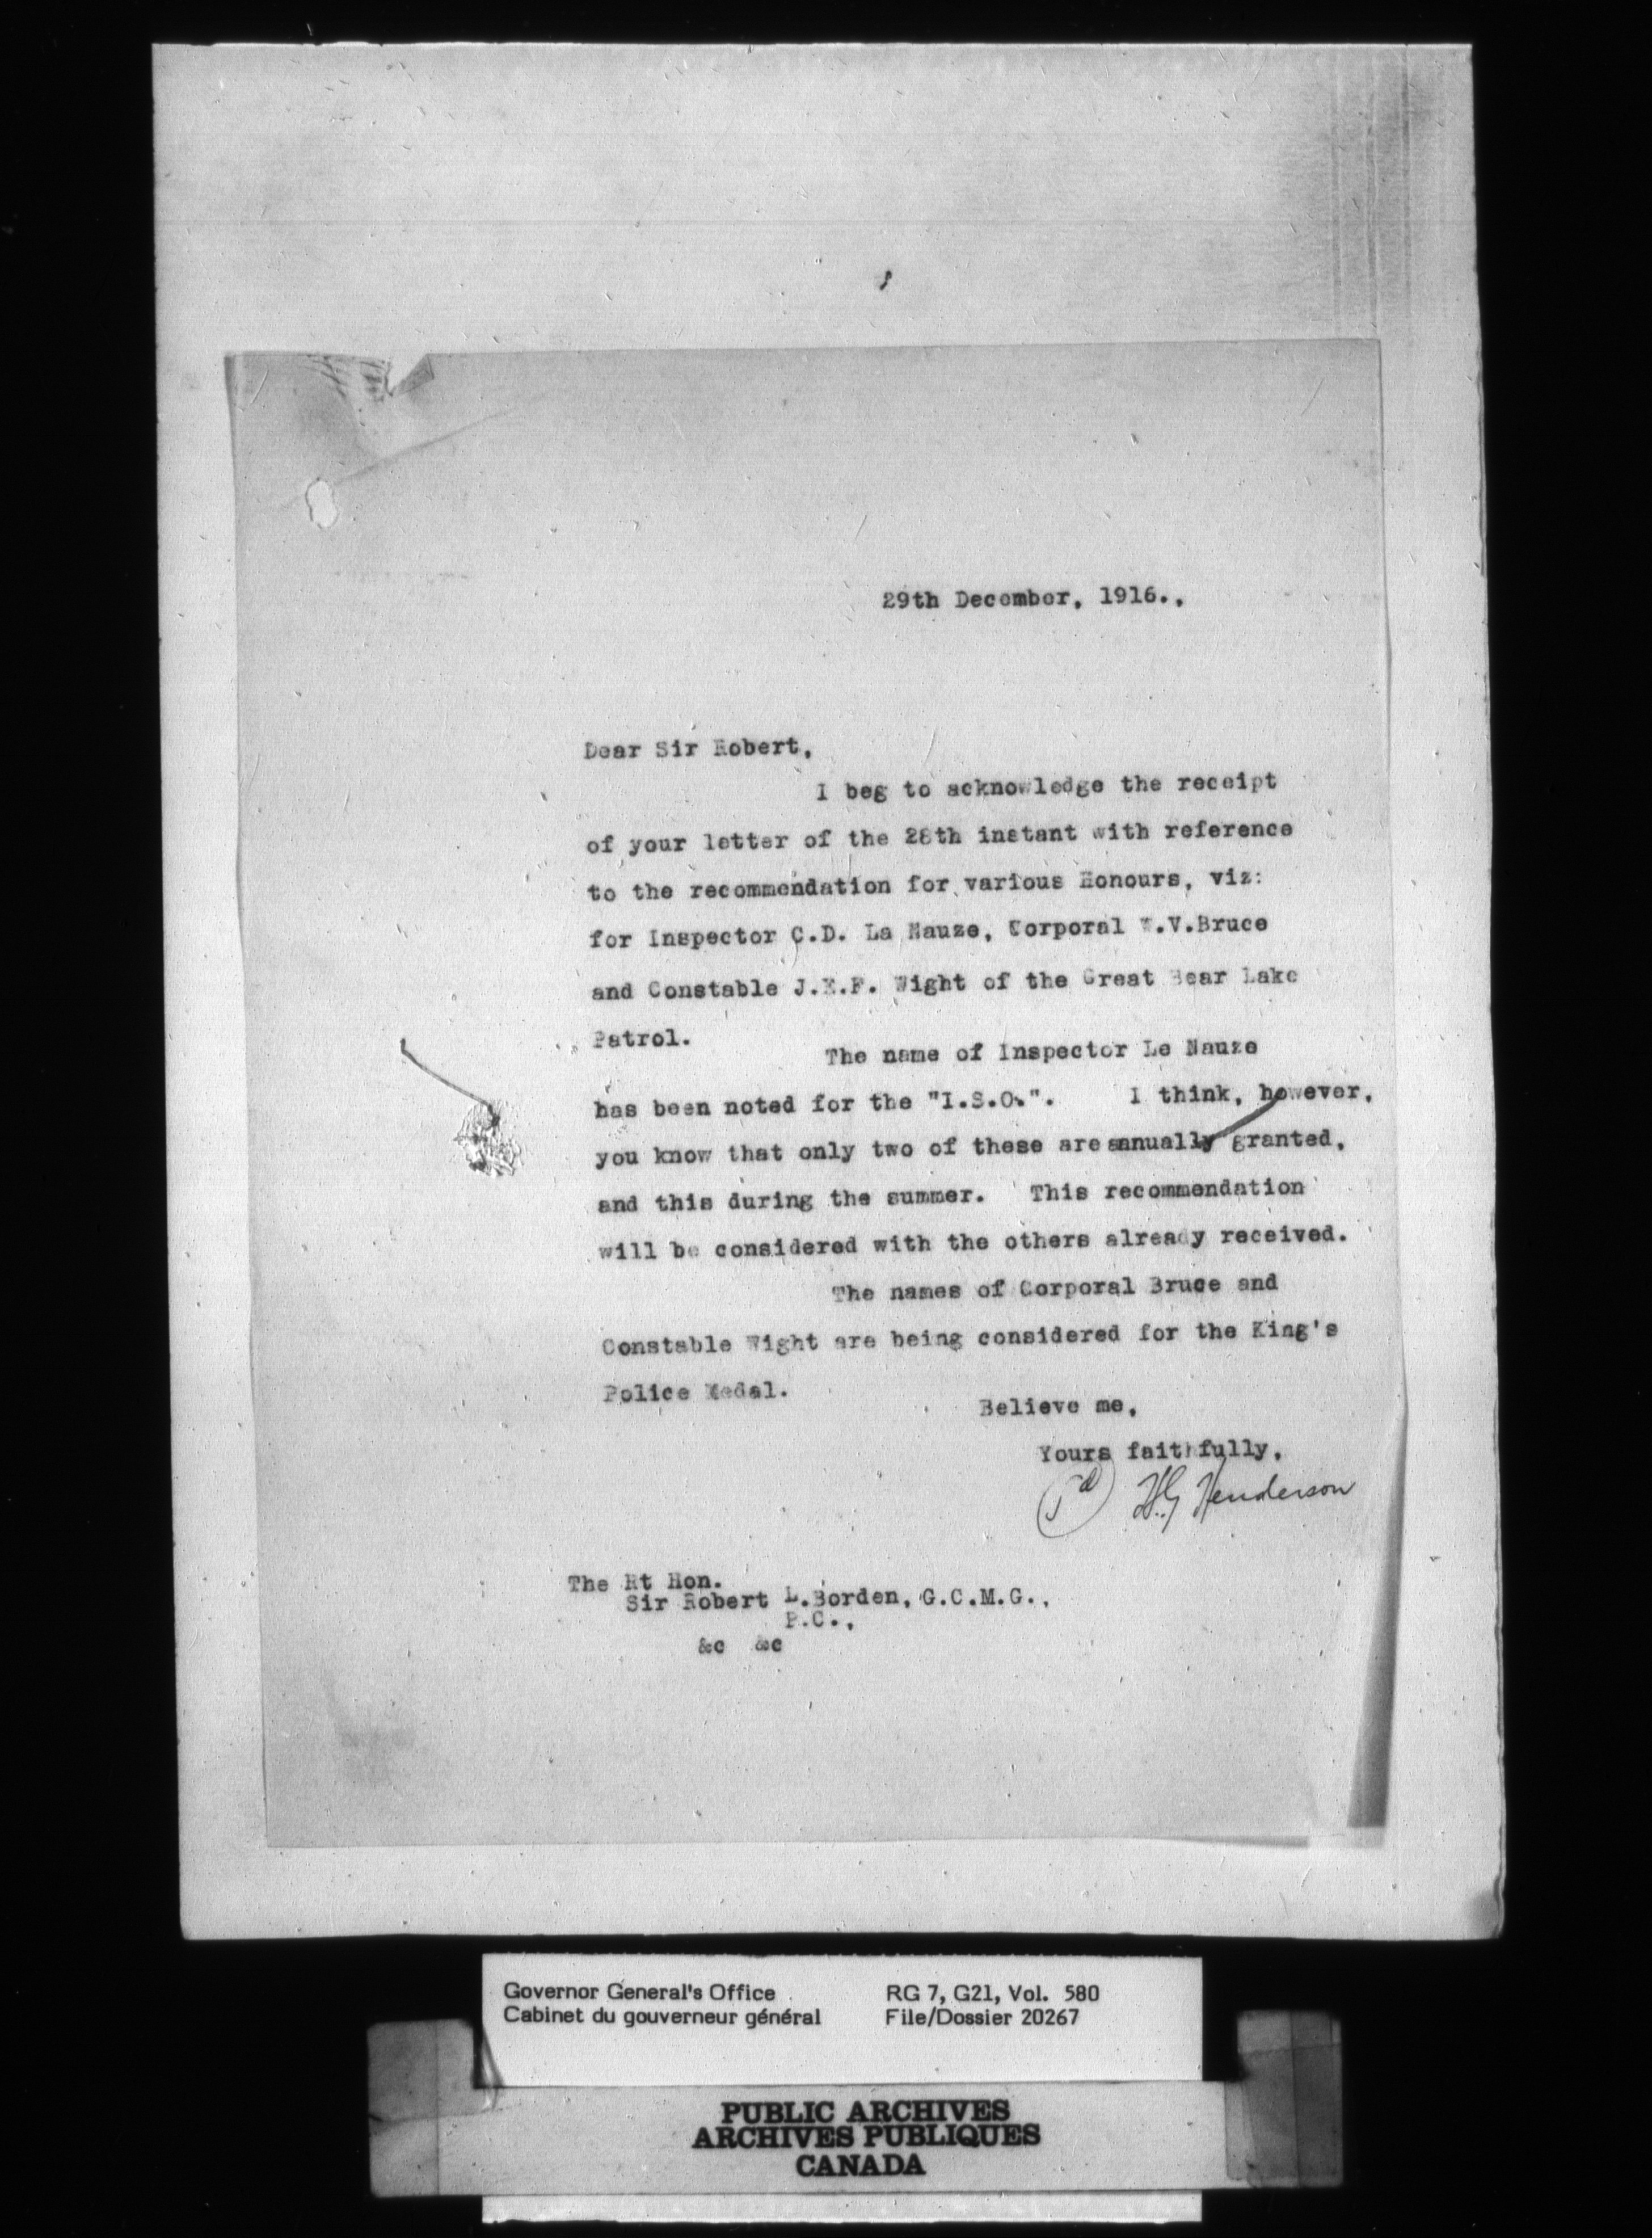 29th December, 1916.,
Dear Sir Robert,
I beg to acknowledge the receipt
of your letter of the 28th instant with reference
to the recommendation for various Honours, viz:
for Inspector C.D. La Nauze, Corporal W.V.Bruce
and Constable J.E.F. Wight of the Great Bear Lake
Patrol.
The name of Inspector Le Nauze
has been noted for the "I.S.O.". I think, however,
you know that only two of these are annually granted,
and this during the summer. This recommendation
will be considered with the others already received.
The names of Corporal Bruce and
Constable Wight are being considered for the King's
Police Medal.
Believe me,
Yours faithfully,
(Sd) H.G. Henderson
The Rt Hon.
Sir Robert L.Borden, G.C.M.G.,
P.C.,
&c &c
Governor General's Office RG 7, G21, Vol. 580
Cabinet du gouverneur général File/Dossier 20267
PUBLIC ARCHIVES
ARCHIVES PUBLIQUES
CANADA